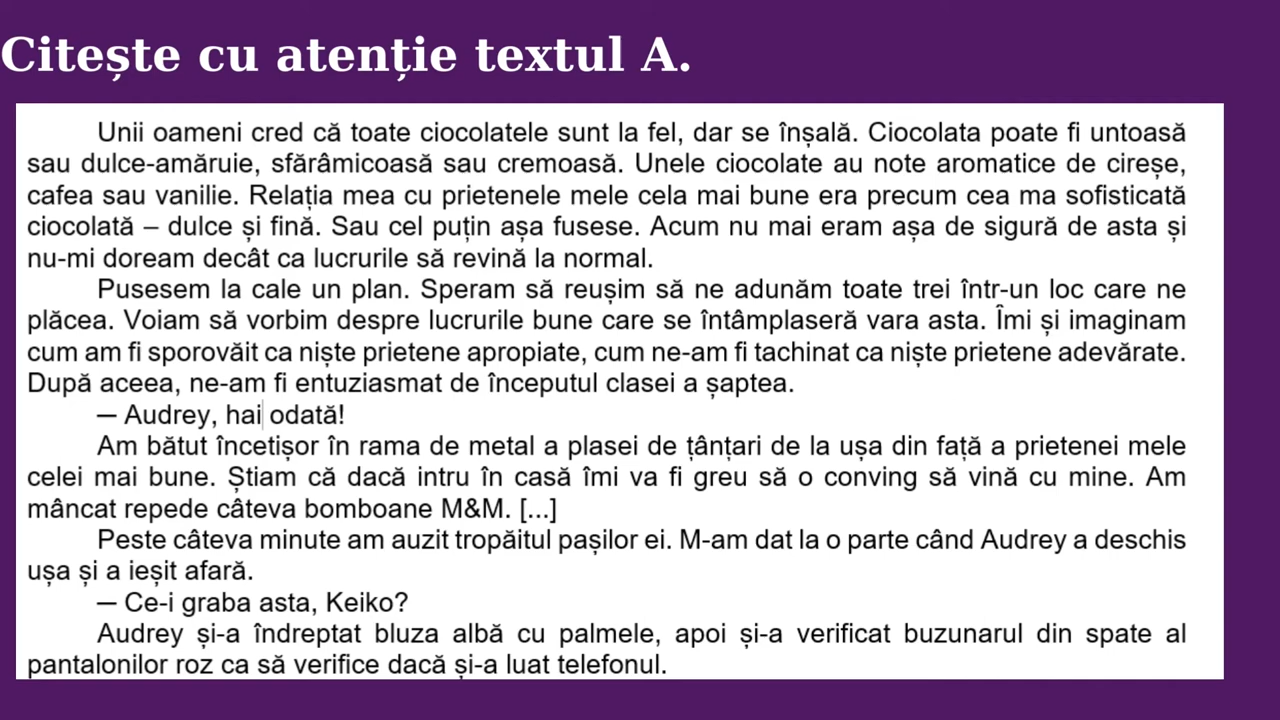 Citește cu atenție textul A.
Unii oameni cred că toate ciocolatele sunt la fel, dar se înșală. Ciocolata poate fi untoasă
sau dulce-amăruie, sfărâmicoasă sau cremoasă. Unele ciocolate au note aromatice de cireșe,
cafea sau vanilie. Relația mea cu prietenele mele cela mai bune era precum cea ma sofisticată
ciocolată – dulce și fină. Sau cel puțin așa fusese. Acum nu mai eram așa de sigură de asta și
nu-mi doream decât ca lucrurile să revină la normal.
Pusesem la cale un plan. Speram să reușim să ne adunăm toate trei într-un loc care ne
plăcea. Voiam să vorbim despre lucrurile bune care se întâmplaseră vara asta. Îmi și imaginam
cum am fi sporovăit ca niște prietene apropiate, cum ne-am fi tachinat ca niște prietene adevărate.
După aceea, ne-am fi entuziasmat de începutul clasei a șaptea.
─ Audrey, hai odată!
Am bătut încetișor în rama de metal a plasei de țânțari de la ușa din față a prietenei mele
celei mai bune. Știam că dacă intru în casă îmi va fi greu să o conving să vină cu mine. Am
mâncat repede câteva bomboane M&M. [...]
Peste câteva minute am auzit tropăitul pașilor ei. M-am dat la o parte când Audrey a deschis
ușa și a ieșit afară.
─ Ce-i graba asta, Keiko?
Audrey și-a îndreptat bluza albă cu palmele, apoi și-a verificat buzunarul din spate al
pantalonilor roz ca să verifice dacă și-a luat telefonul.